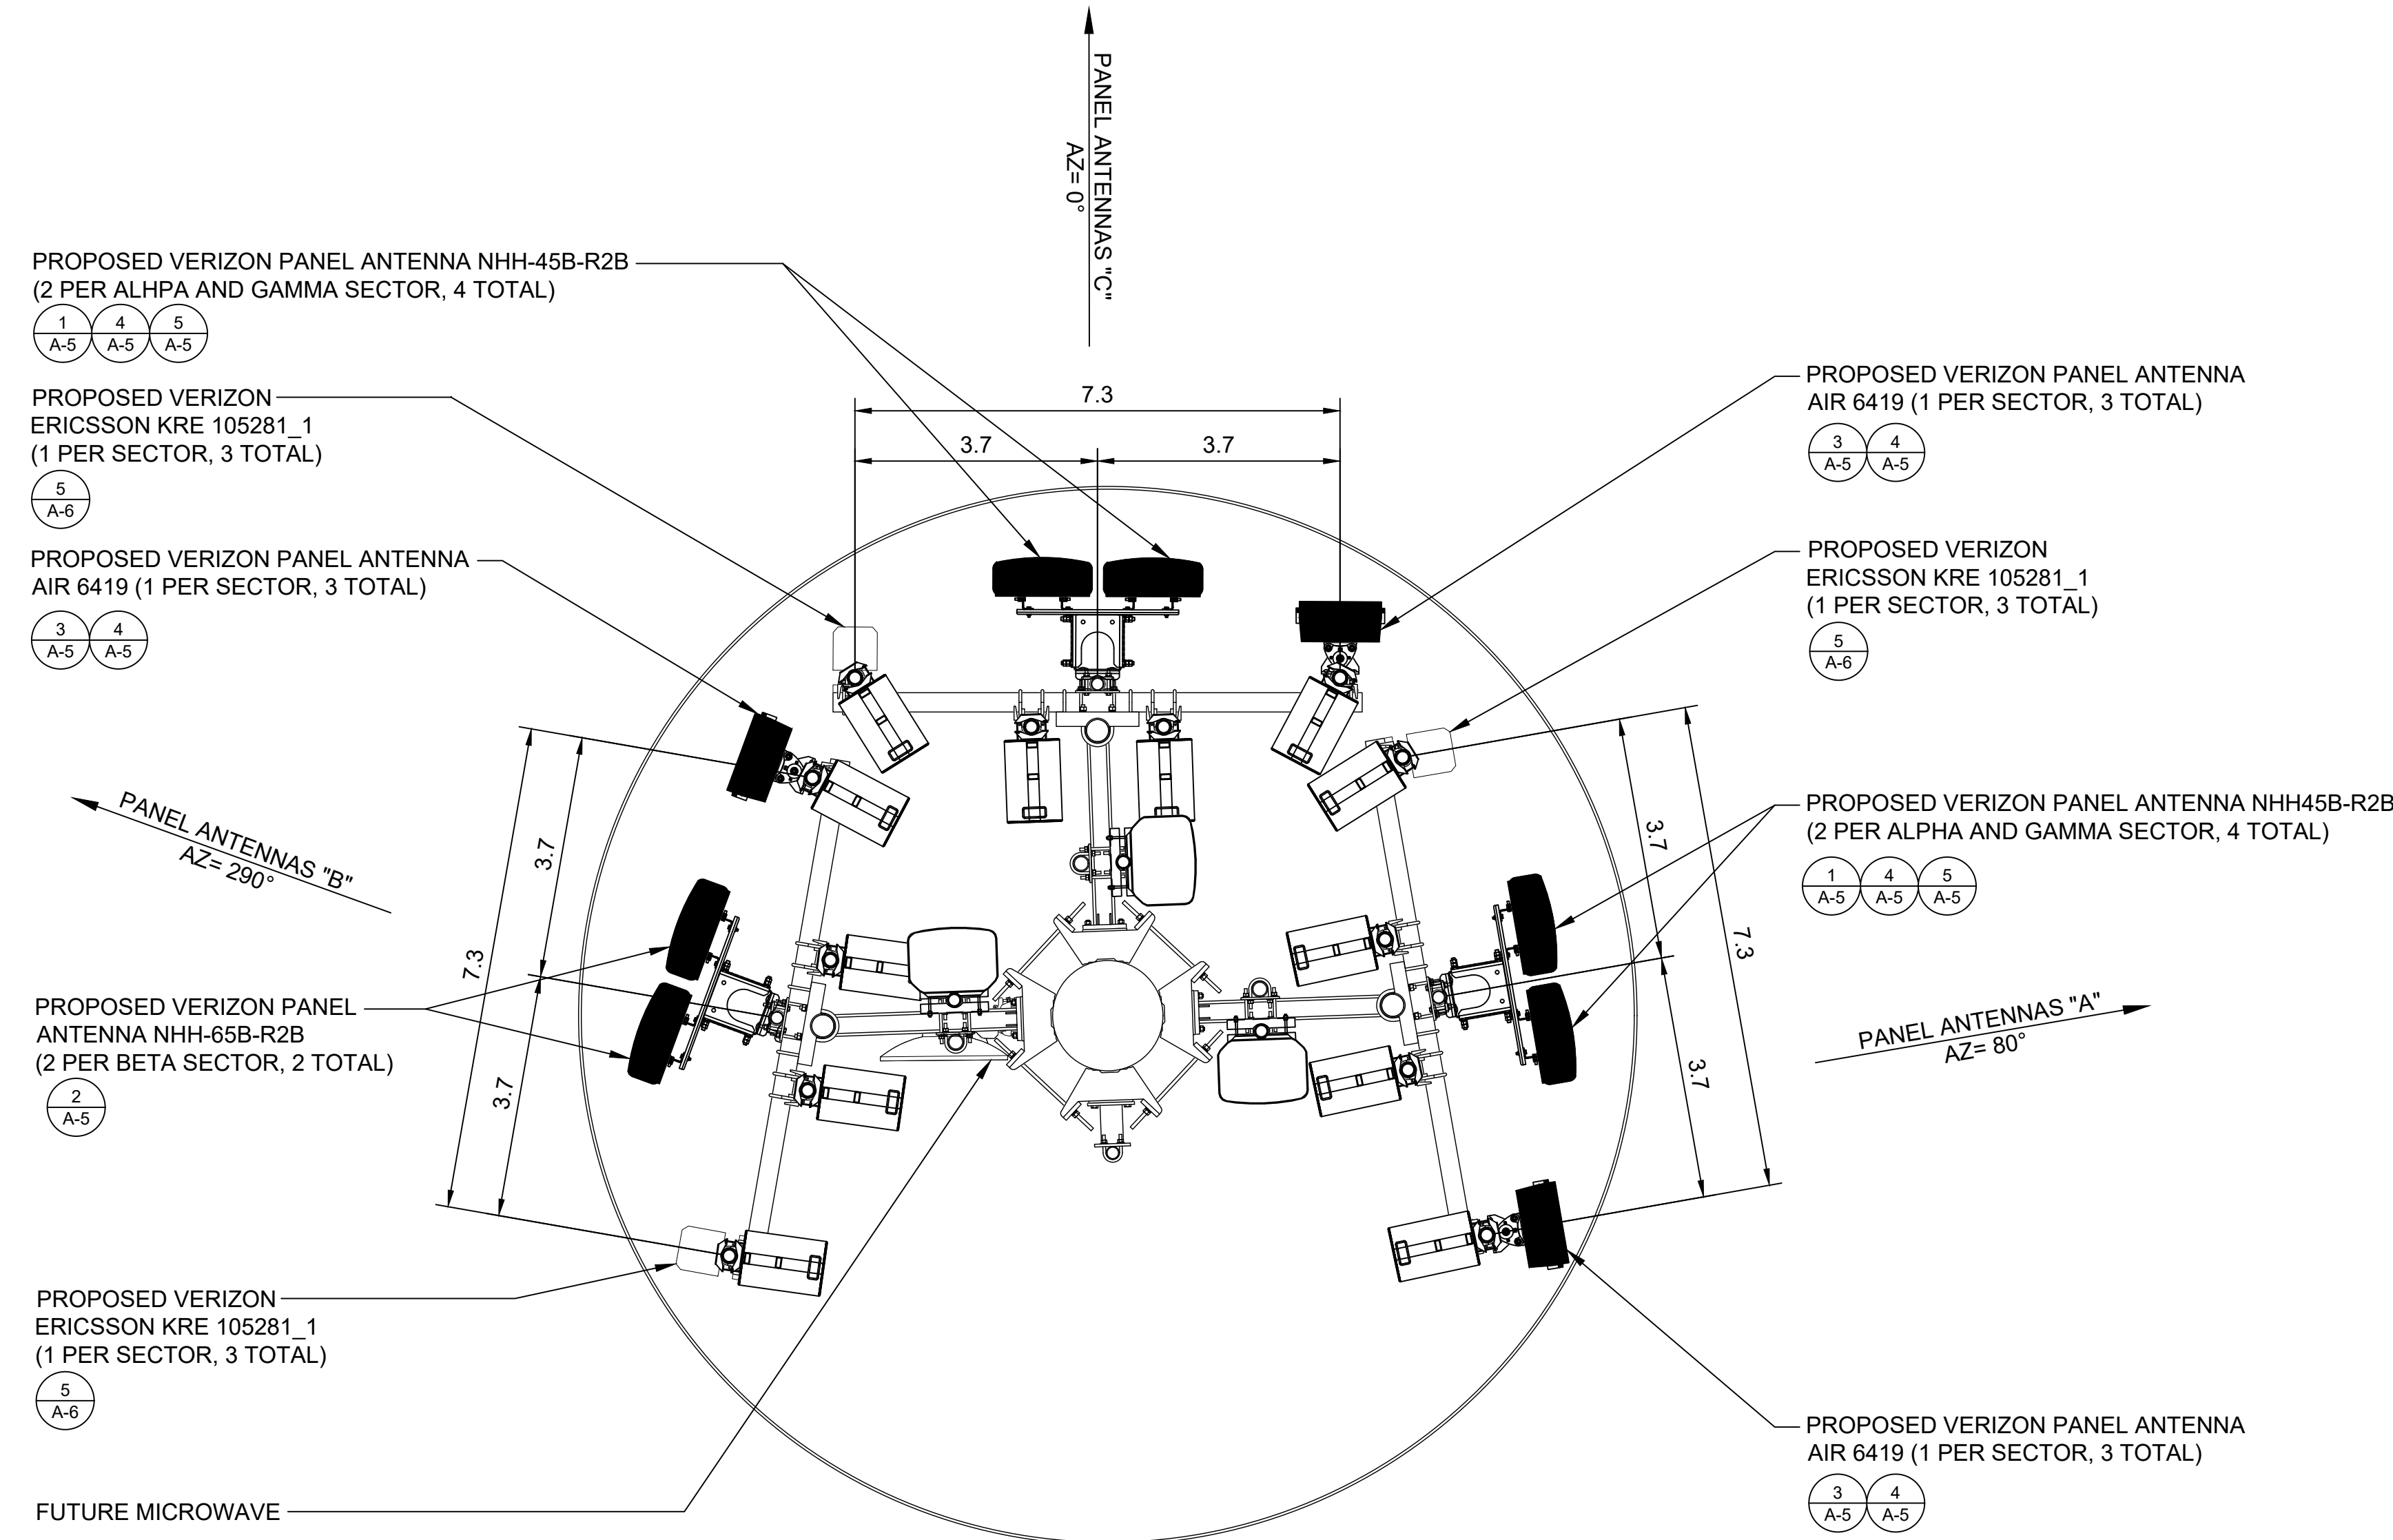 PANEL ANTENNAS "C"
AZ= 0°
PROPOSED VERIZON PANEL ANTENNA NHH-45B-R2B
(2 PER ALHPA AND GAMMA SECTOR, 4 TOTAL)
1 4 5
A-5 A-5 A-5
PROPOSED VERIZON
ERICSSON KRE 105281_1
(1 PER SECTOR, 3 TOTAL)
5
A-6
PROPOSED VERIZON PANEL ANTENNA
AIR 6419 (1 PER SECTOR, 3 TOTAL)
3 4
A-5 A-5
7.3
3.7 3.7
PROPOSED VERIZON PANEL ANTENNA
AIR 6419 (1 PER SECTOR, 3 TOTAL)
3 4
A-5 A-5
PROPOSED VERIZON
ERICSSON KRE 105281_1
(1 PER SECTOR, 3 TOTAL)
5
A-6
PANEL ANTENNAS "B"
AZ= 290°
3.7
7.3
3.7
PROPOSED VERIZON PANEL ANTENNA NHH45B-R2B
(2 PER ALPHA AND GAMMA SECTOR, 4 TOTAL)
1 4 5
A-5 A-5 A-5
3.7
7.3
3.7
PANEL ANTENNAS "A"
AZ= 80°
PROPOSED VERIZON PANEL
ANTENNA NHH-65B-R2B
(2 PER BETA SECTOR, 2 TOTAL)
2
A-5
PROPOSED VERIZON
ERICSSON KRE 105281_1
(1 PER SECTOR, 3 TOTAL)
5
A-6
FUTURE MICROWAVE
PROPOSED VERIZON PANEL ANTENNA
AIR 6419 (1 PER SECTOR, 3 TOTAL)
3 4
A-5 A-5